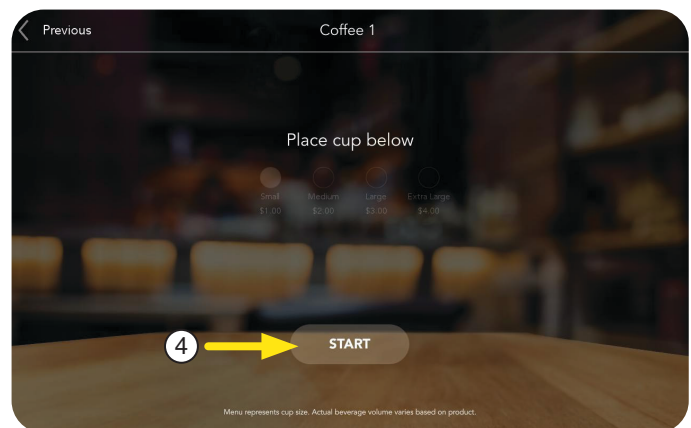 Previous
Coffee 1
Place cup below
Small Medium Large Extra Large
$1.00 $2.00 $3.00 $4.00
4
START
Menu represents cup size. Actual beverage volume varies based on product.